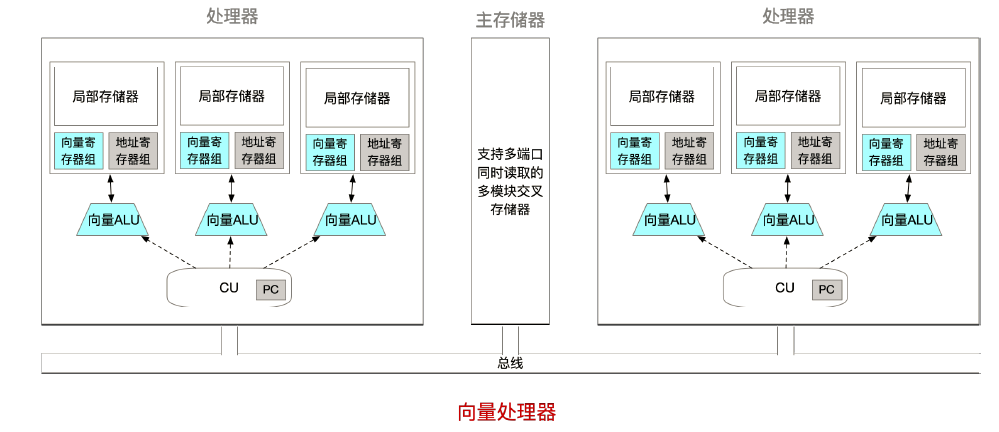 处理器
主存储器
处理器
局部存储器
局部存储器
局部存储器
向量寄
存器组
地址寄
存器组
向量寄
存器组
地址寄
存器组
向量寄
存器组
地址寄
存器组
向量ALU
向量ALU
向量ALU
CU
PC
支持多端口
同时读取的
多模块交叉
存储器
局部存储器
局部存储器
局部存储器
向量寄
存器组
地址寄
存器组
向量寄
存器组
地址寄
存器组
向量寄
存器组
地址寄
存器组
向量ALU
向量ALU
向量ALU
CU
PC
总线
向量处理器